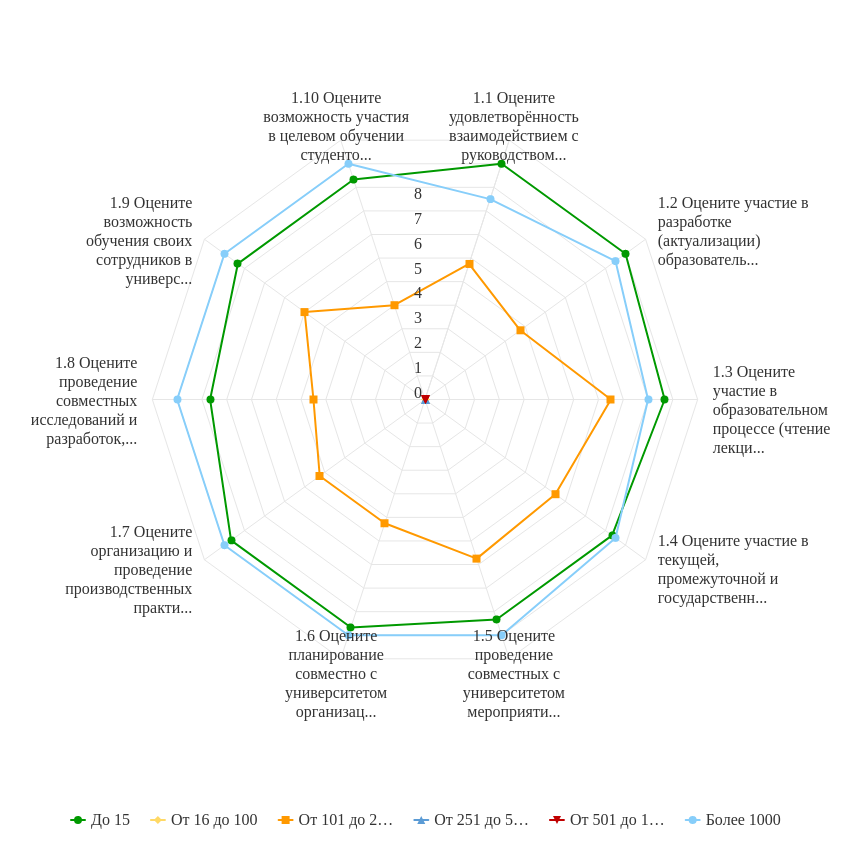 1.10 Оцените
возможность участия
в целевом обучении
студенто...
1.1 Оцените
удовлетворённость
взаимодействием с
руководством...
1.9 Оцените
возможность
обучения своих
сотрудников в
универс...
1.2 Оцените участие в
разработке
(актуализации)
образователь...
8
7
6
5
4
3
2
1
0
1.8 Оцените
проведение
совместных
исследований и
разработок,...
1.3 Оцените
участие в
образовательном
процессе (чтение
лекци...
1.7 Оцените
организацию и
проведение
производственных
практи...
1.4 Оцените участие в
текущей,
промежуточной и
государственн...
1.6 Оцените
планирование
совместно с
университетом
организац...
1.5 Оцените
проведение
совместных с
университетом
мероприяти...
До 15 От 16 до 100 От 101 до 2… От 251 до 5… От 501 до 1… Более 1000